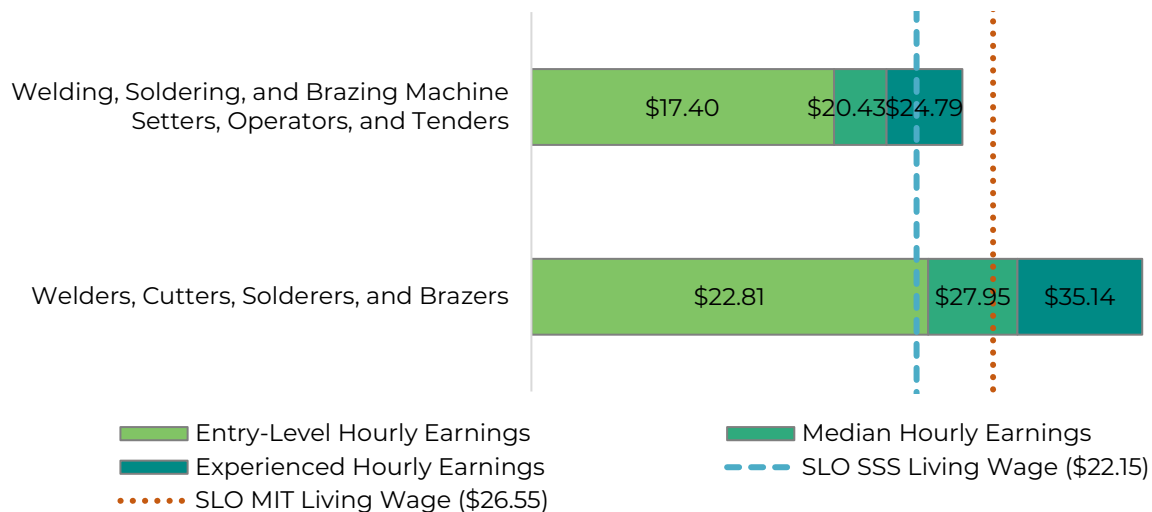 Welding, Soldering, and Brazing Machine
Setters, Operators, and Tenders
$17.40
$20.43
$24.79
Welders, Cutters, Solderers, and Brazers
$22.81
$27.95
$35.14
Entry-Level Hourly Earnings
Median Hourly Earnings
Experienced Hourly Earnings
SLO SSS Living Wage ($22.15)
SLO MIT Living Wage ($26.55)